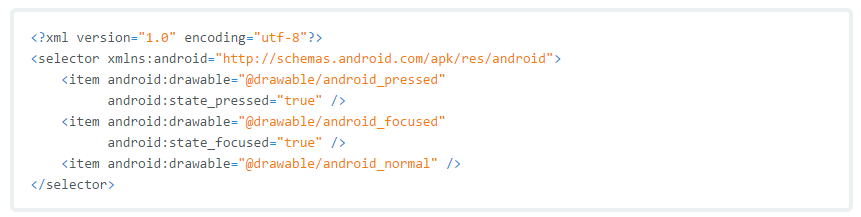 <?xml version="1.0" encoding="utf-8"?>
<selector xmlns:android="http://schemas.android.com/apk/res/android">
    <item android:drawable="@drawable/android_pressed"
          android:state_pressed="true" />
    <item android:drawable="@drawable/android_focused"
          android:state_focused="true" />
    <item android:drawable="@drawable/android_normal" />
</selector>